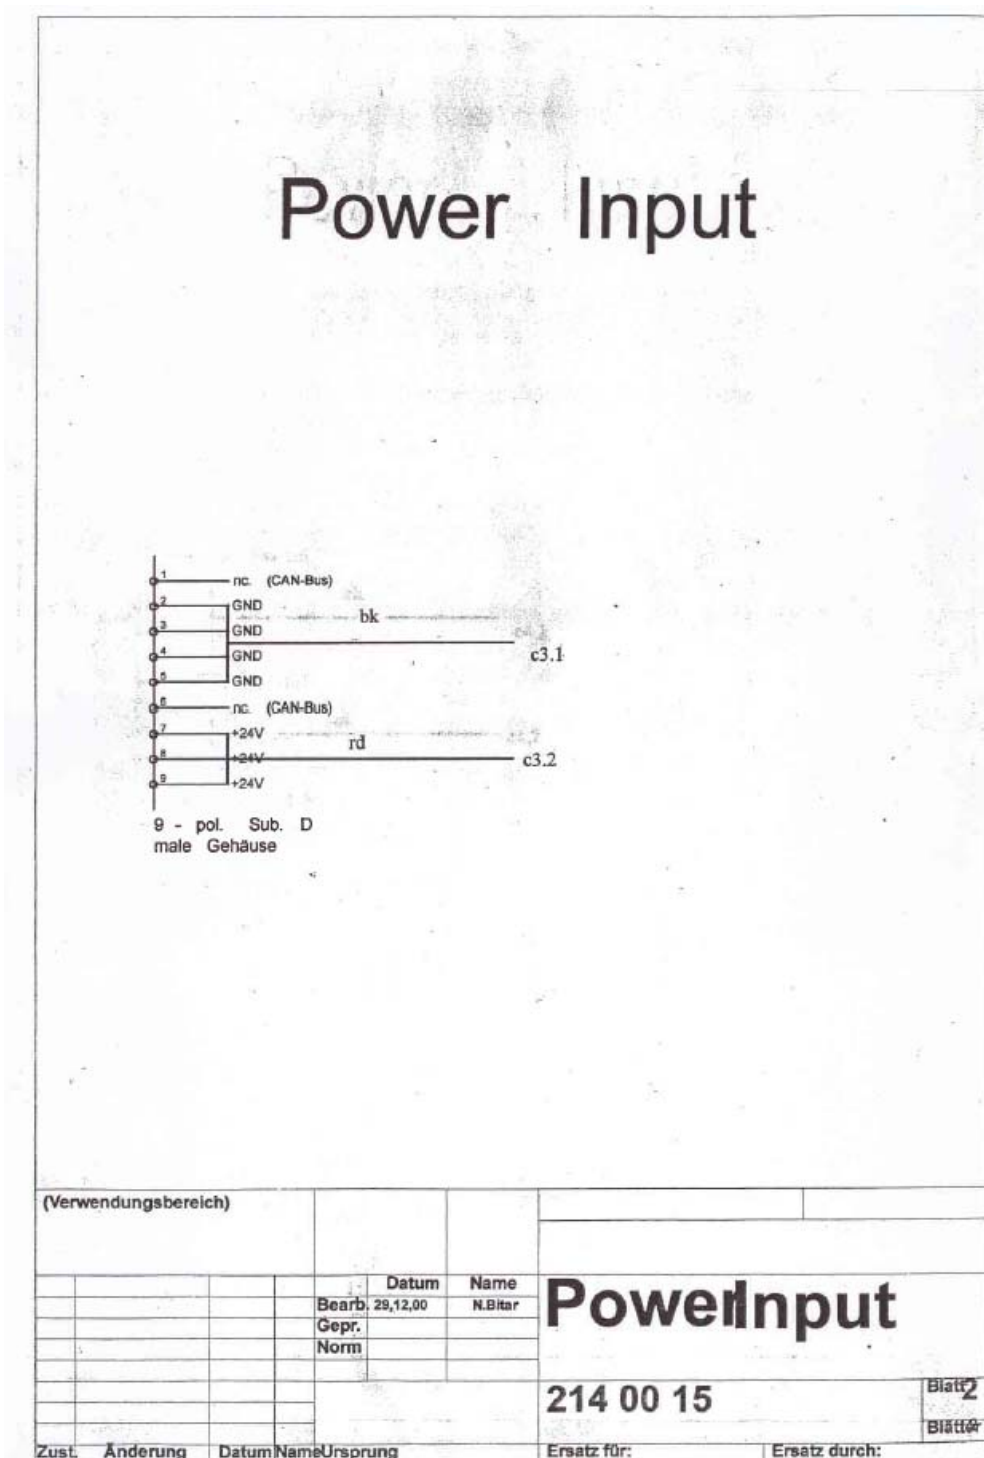 Power Input
1 nc. (CAN-Bus)
2 GND
bk
3 GND
c3.1
4 GND
5 GND
6 nc. (CAN-Bus)
7 +24V
rd
8 +24V
c3.2
9 +24V
9 - pol. Sub. D
male Gehäuse
(Verwendungsbereich)
Datum Name
Bearb. 29,12,00 N.Bitar
Gepr.
Norm
PowerInput
214 00 15
Blatt 2
Blätter
Zust. Änderung Datum Name Ursprung Ersatz für: Ersatz durch: